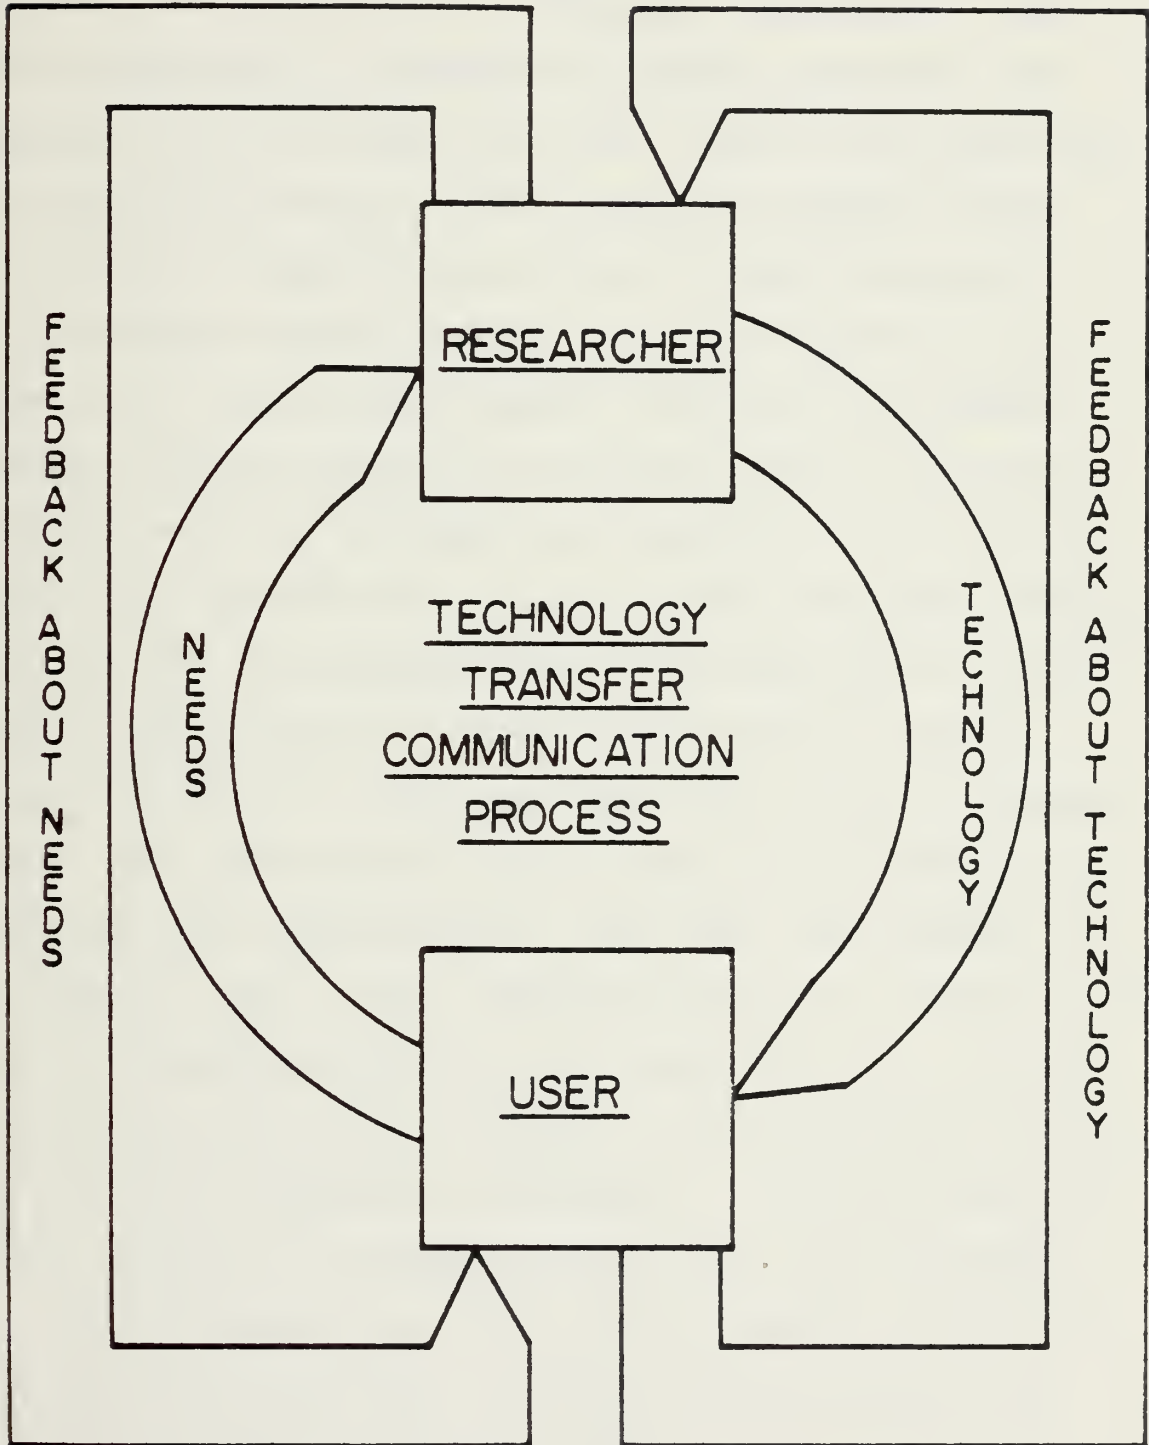 RESEARCHER
TECHNOLOGY
TRANSFER
COMMUNICATION
PROCESS
USER
NEEDS
TECHNOLOGY
FEEDBACK ABOUT NEEDS
FEEDBACK ABOUT TECHNOLOGY